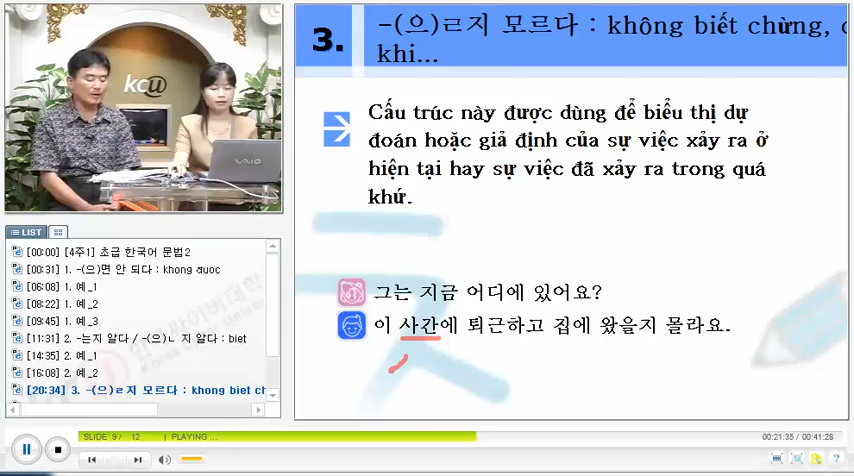 3.
-(으)ㄹ지 모르다 : không biết chừng,
khi...
kc@
VAIO
Cấu trúc này được dùng để biểu thị dự
đoán hoặc giả định của sự việc xảy ra ở
hiện tại hay sự việc đã xảy ra trong quá
khứ.
그는 지금 어디에 있어요?
이 사간에 퇴근하고 집에 왔을지 몰라요.
LIST
[00:00] [4주1] 초급 한국어 문법2
[00:31] 1. -(으)면 안 되다 : khong duoc
[06:08] 1. 예_1
[08:22] 1. 예_2
[09:45] 1. 예_3
[11:31] 2. -는지 알다 / -(으)ㄴ 지 알다 : biet
[14:35] 2. 예_1
[16:08] 2. 예_2
[20:34] 3. -(으)ㄹ지 모르다 : khong biet ch
SLIDE 9 / 12 | PLAYING ...
00:21:35 / 00:41:28